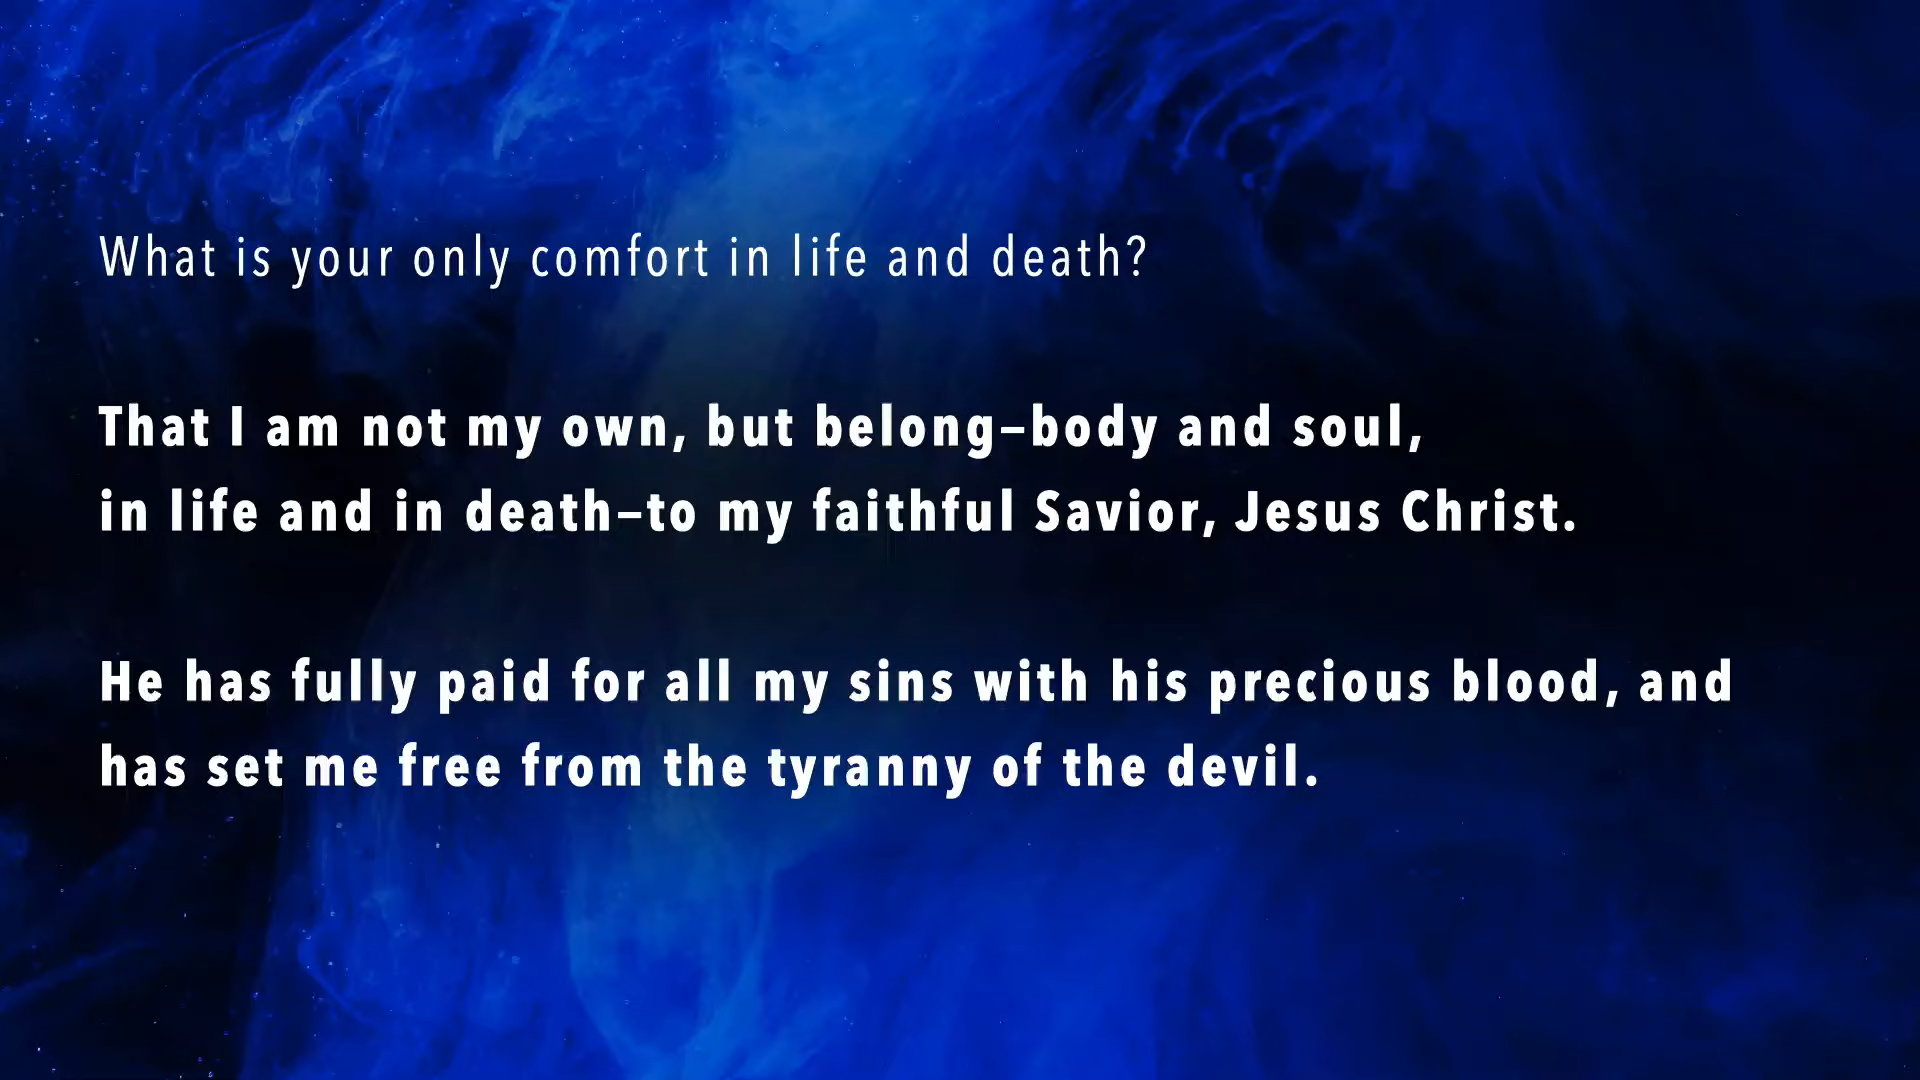 What is your only comfort in life and death?
That I am not my own, but belong–body and soul,
in life and in death–to my faithful Savior, Jesus Christ.
He has fully paid for all my sins with his precious blood, and
has set me free from the tyranny of the devil.